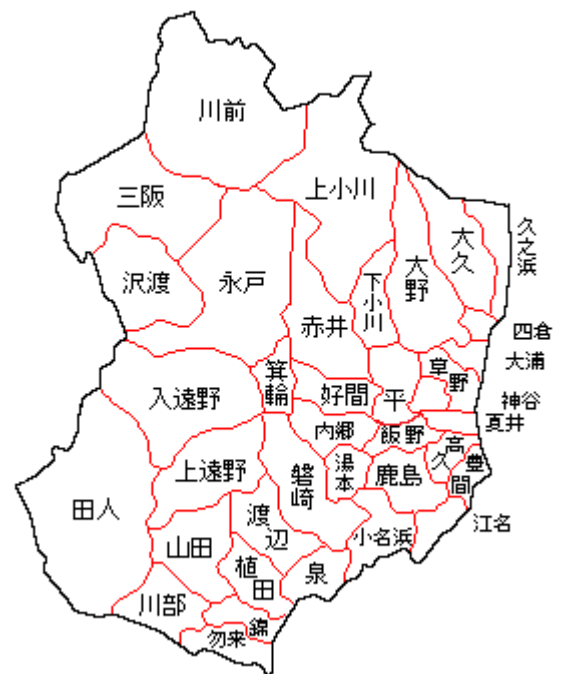 川前
三阪
上小川
沢渡
永戸
大久
久之浜
大野
下小川
赤井
四倉
大浦
草野
箕輪
入遠野
好間
平
神谷
夏井
内郷
飯野
高久
豊間
上遠野
磐崎
湯本
鹿島
田人
渡辺
江名
小名浜
山田
植田
泉
川部
錦
勿来